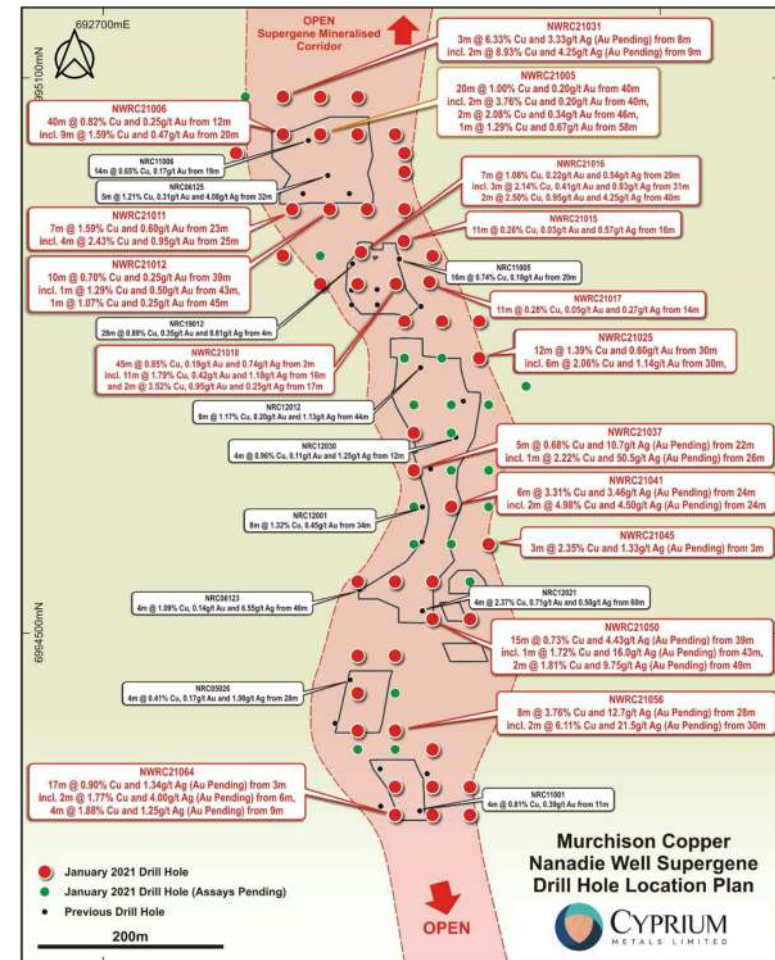 692700mE
OPEN
Supergene Mineralised
Corridor
NWRC21031
3m @ 6.33% Cu and 3.33g/t Ag (Au Pending) from 8m
incl. 2m @ 8.93% Cu and 4.25g/t Ag (Au Pending) from 9m
6995100mN
NWRC21005
20m @ 1.00% Cu and 0.20g/t Au from 40m
incl. 2m @ 3.76% Cu and 0.20g/t Au from 40m,
2m @ 2.08% Cu and 0.34g/t Au from 46m,
1m @ 1.29% Cu and 0.67g/t Au from 58m
NWRC21006
40m @ 0.82% Cu and 0.25g/t Au from 12m
incl. 9m @ 1.59% Cu and 0.47g/t Au from 20m
NRC11006
14m @ 0.65% Cu, 0.17g/t Au from 19m
NRC06125
5m @ 1.21% Cu, 0.31g/t Au and 4.08g/t Ag from 32m
NWRC21016
7m @ 1.08% Cu, 0.22g/t Au and 0.54g/t Ag from 29m
incl. 3m @ 2.14% Cu, 0.41g/t Au and 0.83g/t Ag from 31m
2m @ 2.50% Cu, 0.95g/t Au and 4.25g/t Ag from 40m
NWRC21011
7m @ 1.59% Cu and 0.60g/t Au from 23m
incl. 4m @ 2.43% Cu and 0.95g/t Au from 25m
NWRC21015
11m @ 0.26% Cu, 0.03g/t Au and 0.57g/t Ag from 16m
NWRC21012
10m @ 0.70% Cu and 0.25g/t Au from 39m
incl. 1m @ 1.29% Cu and 0.50g/t Au from 43m,
1m @ 1.07% Cu and 0.25g/t Au from 45m
NRC11005
16m @ 0.74% Cu, 0.18g/t Au from 20m
NWRC21017
11m @ 0.28% Cu, 0.05g/t Au and 0.27g/t Ag from 14m
28m @ 0.89% Cu, 0.35g/t Au and 0.61g/t Ag from 4m
NWRC21018
45m @ 0.85% Cu, 0.19g/t Au and 0.74g/t Ag from 2m
incl. 11m @ 1.79% Cu, 0.42g/t Au and 1.18g/t Ag from 16m
and 2m @ 3.52% Cu, 0.95g/t Au and 0.25g/t Ag from 17m
NWRC21025
12m @ 1.39% Cu and 0.60g/t Au from 30m
incl. 6m @ 2.06% Cu and 1.14g/t Au from 30m,
NRC12012
8m @ 1.17% Cu, 0.20g/t Au and 1.13g/t Ag from 44m
NRC12030
4m @ 0.96% Cu, 0.11g/t Au and 1.25g/t Ag from 12m
NWRC21037
5m @ 0.68% Cu and 10.7g/t Ag (Au Pending) from 22m
incl. 1m @ 2.22% Cu and 50.5g/t Ag (Au Pending) from 26m
NWRC21041
6m @ 3.31% Cu and 3.46g/t Ag (Au Pending) from 24m
incl. 2m @ 4.98% Cu and 4.50g/t Ag (Au Pending) from 24m
NRC12001
8m @ 1.32% Cu, 0.45g/t Au from 34m
NWRC21045
3m @ 2.35% Cu and 1.33g/t Ag (Au Pending) from 3m
4m @ 1.09% Cu, 0.14g/t Au and 6.55g/t Ag from 46m
NRC12021
4m @ 2.37% Cu, 0.71g/t Au and 0.50g/t Ag from 60m
6994500mN
NWRC21050
15m @ 0.73% Cu and 4.43g/t Ag (Au Pending) from 39m
incl. 1m @ 1.72% Cu and 16.0g/t Ag (Au Pending) from 43m,
2m @ 1.81% Cu and 9.75g/t Ag (Au Pending) from 49m
NRC05026
4m @ 0.41% Cu, 0.17g/t Au and 1.00g/t Ag from 28m
NWRC21056
8m @ 3.76% Cu and 12.7g/t Ag (Au Pending) from 28m
incl. 2m @ 6.11% Cu and 21.5g/t Ag (Au Pending) from 30m
NWRC21064
17m @ 0.90% Cu and 1.34g/t Ag (Au Pending) from 3m
incl. 2m @ 1.77% Cu and 4.00g/t Ag (Au Pending) from 6m,
4m @ 1.88% Cu and 1.25g/t Ag (Au Pending) from 9m
NRC11001
4m @ 0.81% Cu, 0.39g/t Au from 11m
January 2021 Drill Hole
January 2021 Drill Hole (Assays Pending)
Previous Drill Hole
200m
OPEN
Murchison Copper
Nanadie Well Supergene
Drill Hole Location Plan
CYPRIUM
METALS LIMITED